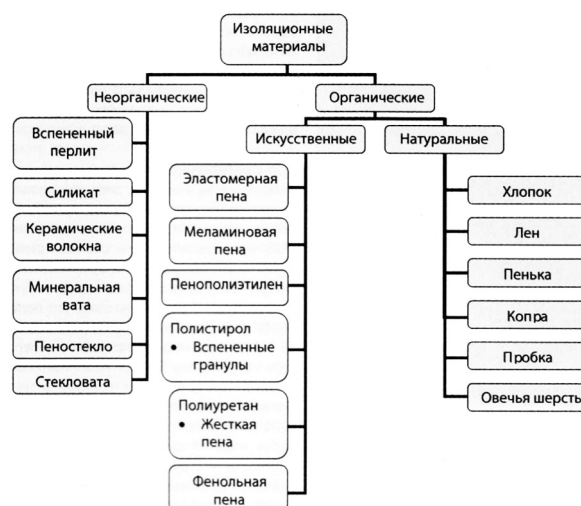 Изоляционные
материалы
Неорганические
Органические
Искусственные
Натуральные
Вспененный
перлит
Силикат
Керамические
волокна
Минеральная
вата
Пеностекло
Стекловата
Эластомерная
пена
Меламиновая
пена
Пенополиэтилен
Полистирол
• Вспененные
гранулы
Полиуретан
• Жесткая
пена
Фенольная
пена
Хлопок
Лен
Пенька
Копра
Пробка
Овечья шерсть